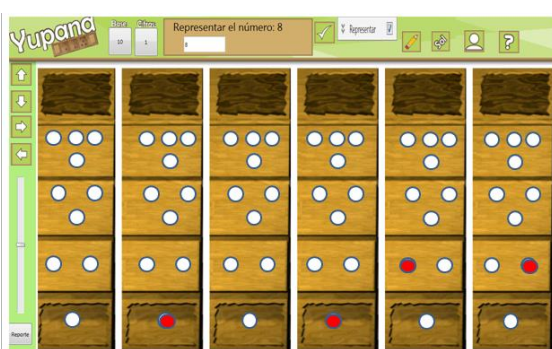 Yupana
Base: Cifras:
10 1
Representar el número: 8
8
Representar
?
Reporte